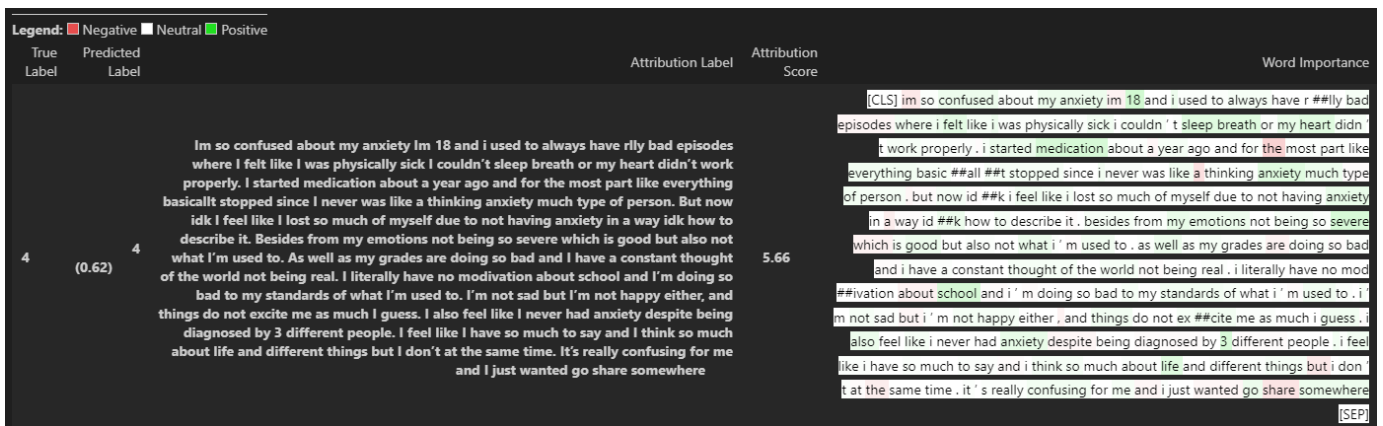 Legend: Negative Neutral Positive
True Label
Predicted Label
Attribution Label
Attribution Score
Word Importance
4
4
(0.62)
Im so confused about my anxiety Im 18 and i used to always have rlly bad episodes
where I felt like I was physically sick I couldn’t sleep breath or my heart didn’t work
properly. I started medication about a year ago and for the most part like everything
basicallt stopped since I never was like a thinking anxiety much type of person. But now
idk I feel like I lost so much of myself due to not having anxiety in a way idk how to
describe it. Besides from my emotions not being so severe which is good but also not
what I’m used to. As well as my grades are doing so bad and I have a constant thought
of the world not being real. I literally have no modivation about school and I’m doing so
bad to my standards of what I’m used to. I’m not sad but I’m not happy either, and
things do not excite me as much I guess. I also feel like I never had anxiety despite being
diagnosed by 3 different people. I feel like I have so much to say and I think so much
about life and different things but I don’t at the same time. It’s really confusing for me
and I just wanted go share somewhere
5.66
[CLS] im so confused about my anxiety im 18 and i used to always have r ##lly bad
episodes where i felt like i was physically sick i couldn ’ t sleep breath or my heart didn ’
t work properly . i started medication about a year ago and for the most part like
everything basic ##all ##t stopped since i never was like a thinking anxiety much type
of person . but now id ##k i feel like i lost so much of myself due to not having anxiety
in a way id ##k how to describe it . besides from my emotions not being so severe
which is good but also not what i ’ m used to . as well as my grades are doing so bad
and i have a constant thought of the world not being real . i literally have no mod
##ivation about school and i ’ m doing so bad to my standards of what i ’ m used to . i ’
m not sad but i ’ m not happy either , and things do not ex ##cite me as much i guess . i
also feel like i never had anxiety despite being diagnosed by 3 different people . i feel
like i have so much to say and i think so much about life and different things but i don ’
t at the same time . it ’ s really confusing for me and i just wanted go share somewhere
[SEP]